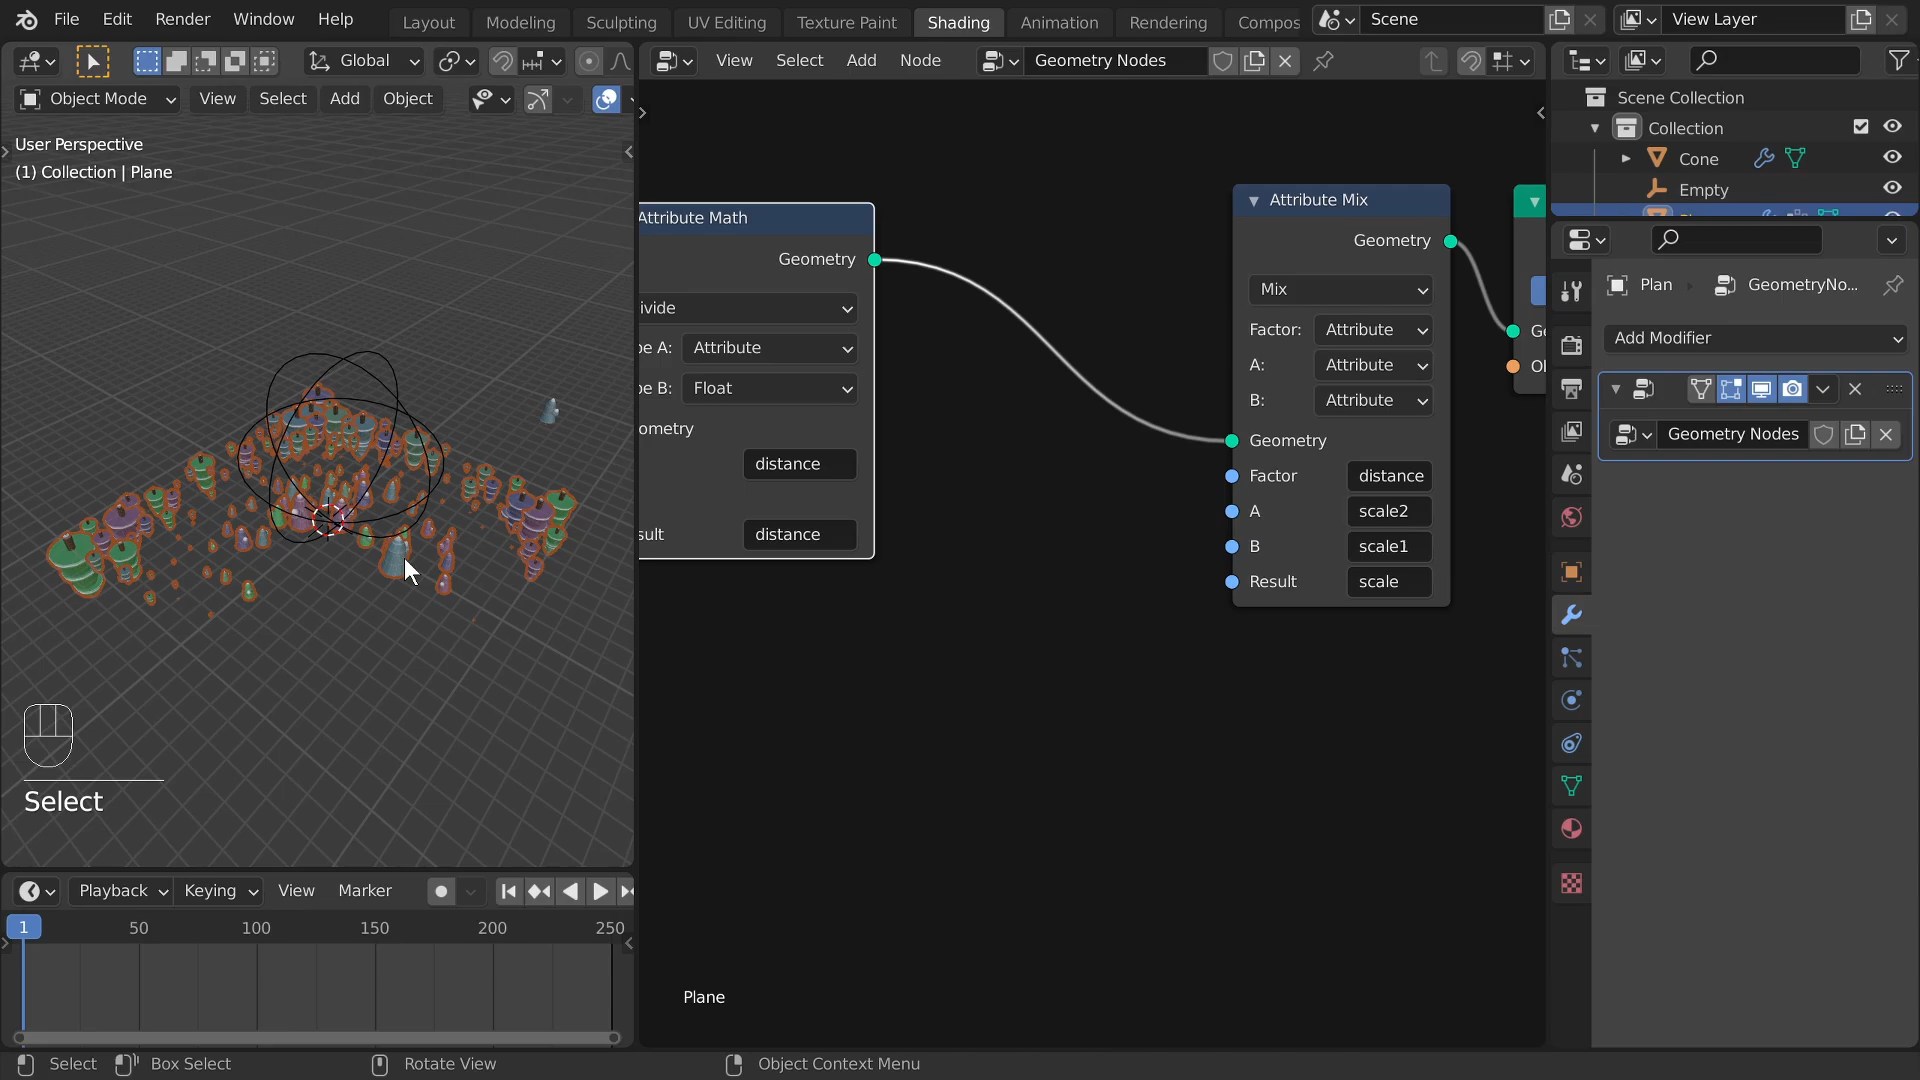 File Edit Render Window Help Layout Modeling Sculpting UV Editing Texture Paint Shading Animation Rendering Compos Scene View Layer
Global View Select Add Node Geometry Nodes
Object Mode View Select Add Object
Scene Collection
Collection
Cone
Empty
User Perspective
(1) Collection | Plane
Attribute Math
Geometry
ivide
pe A: Attribute
pe B: Float
ometry
distance
sult distance
Attribute Mix
Geometry
Mix
Factor: Attribute
A: Attribute
B: Attribute
Geometry
Factor distance
A scale2
B scale1
Result scale
Ge
Ob
Plan GeometryNo...
Add Modifier
Geometry Nodes
Select
Playback Keying View Marker
1 50 100 150 200 250
Plane
Select Box Select Rotate View Object Context Menu